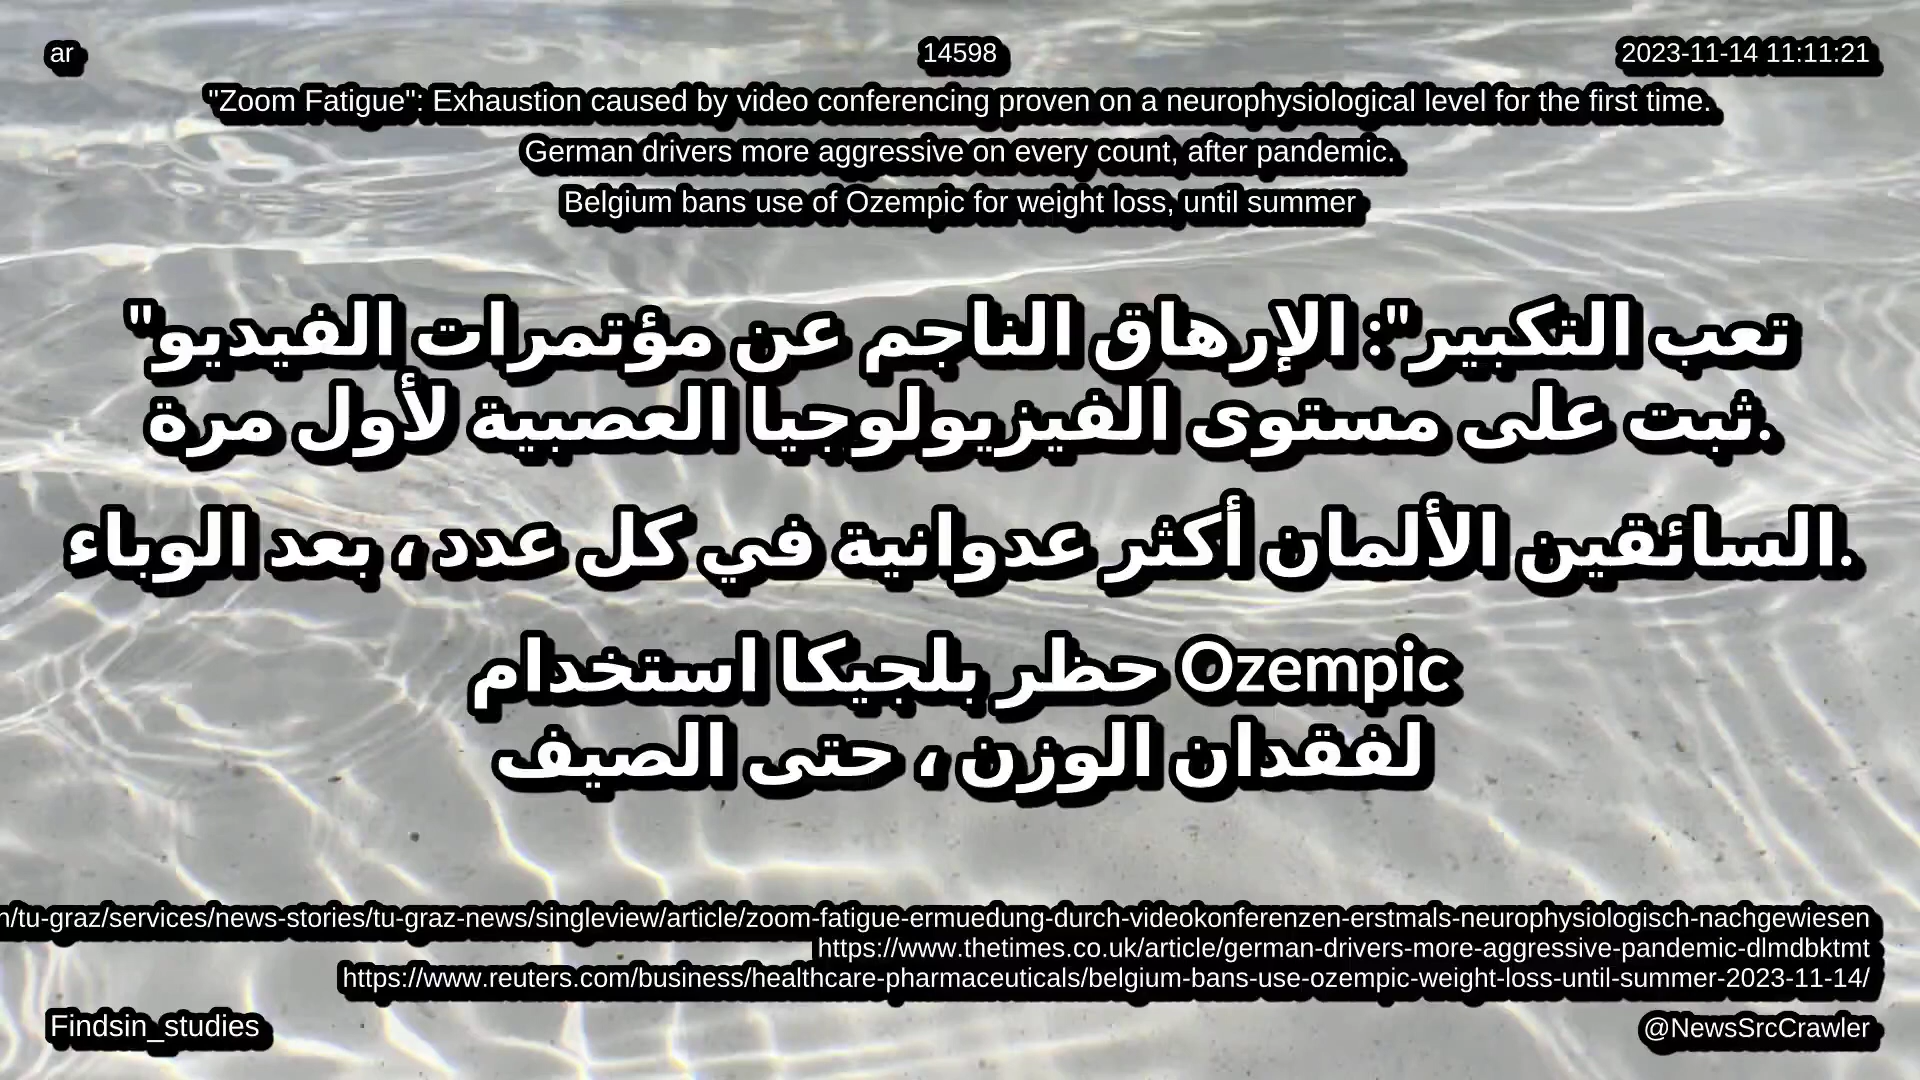 ar
14598
2023-11-14 11:11:21
"Zoom Fatigue": Exhaustion caused by video conferencing proven on a neurophysiological level for the first time.
German drivers more aggressive on every count, after pandemic.
Belgium bans use of Ozempic for weight loss, until summer
"تعب التكبير": الإرهاق الناجم عن مؤتمرات الفيديو
ثبت على مستوى الفيزيولوجيا العصبية لأول مرة.
السائقين الألمان أكثر عدوانية في كل عدد ، بعد الوباء.
حظر بلجيكا استخدام Ozempic
لفقدان الوزن ، حتى الصيف
n/tu-graz/services/news-stories/tu-graz-news/singleview/article/zoom-fatigue-ermuedung-durch-videokonferenzen-erstmals-neurophysiologisch-nachgewiesen
https://www.thetimes.co.uk/article/german-drivers-more-aggressive-pandemic-dlmdbktmt
https://www.reuters.com/business/healthcare-pharmaceuticals/belgium-bans-use-ozempic-weight-loss-until-summer-2023-11-14/
Findsin_studies
@NewsSrcCrawler